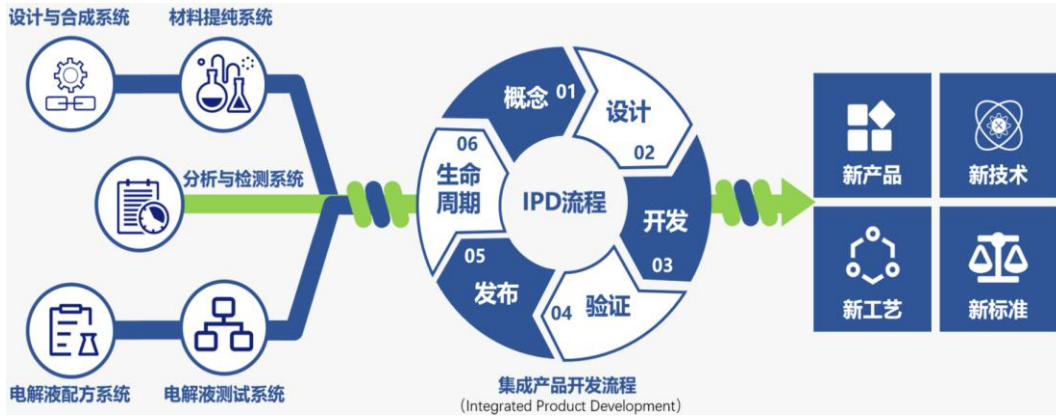 设计与合成系统
材料提纯系统
分析与检测系统
电解液配方系统
电解液测试系统
概念 01
设计
02
开发
03
验证
04
05
发布
06
生命
周期
IPD流程
集成产品开发流程
(Integrated Product Development)
新产品
新技术
新工艺
新标准